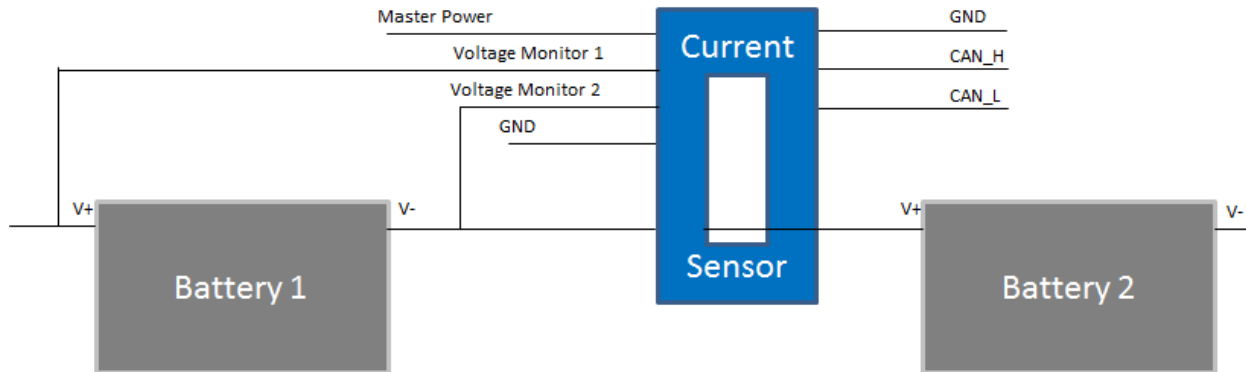 Master Power
GND
Current
Voltage Monitor 1
CAN_H
Voltage Monitor 2
CAN_L
GND
V+
V-
V+
V-
Sensor
Battery 1
Battery 2